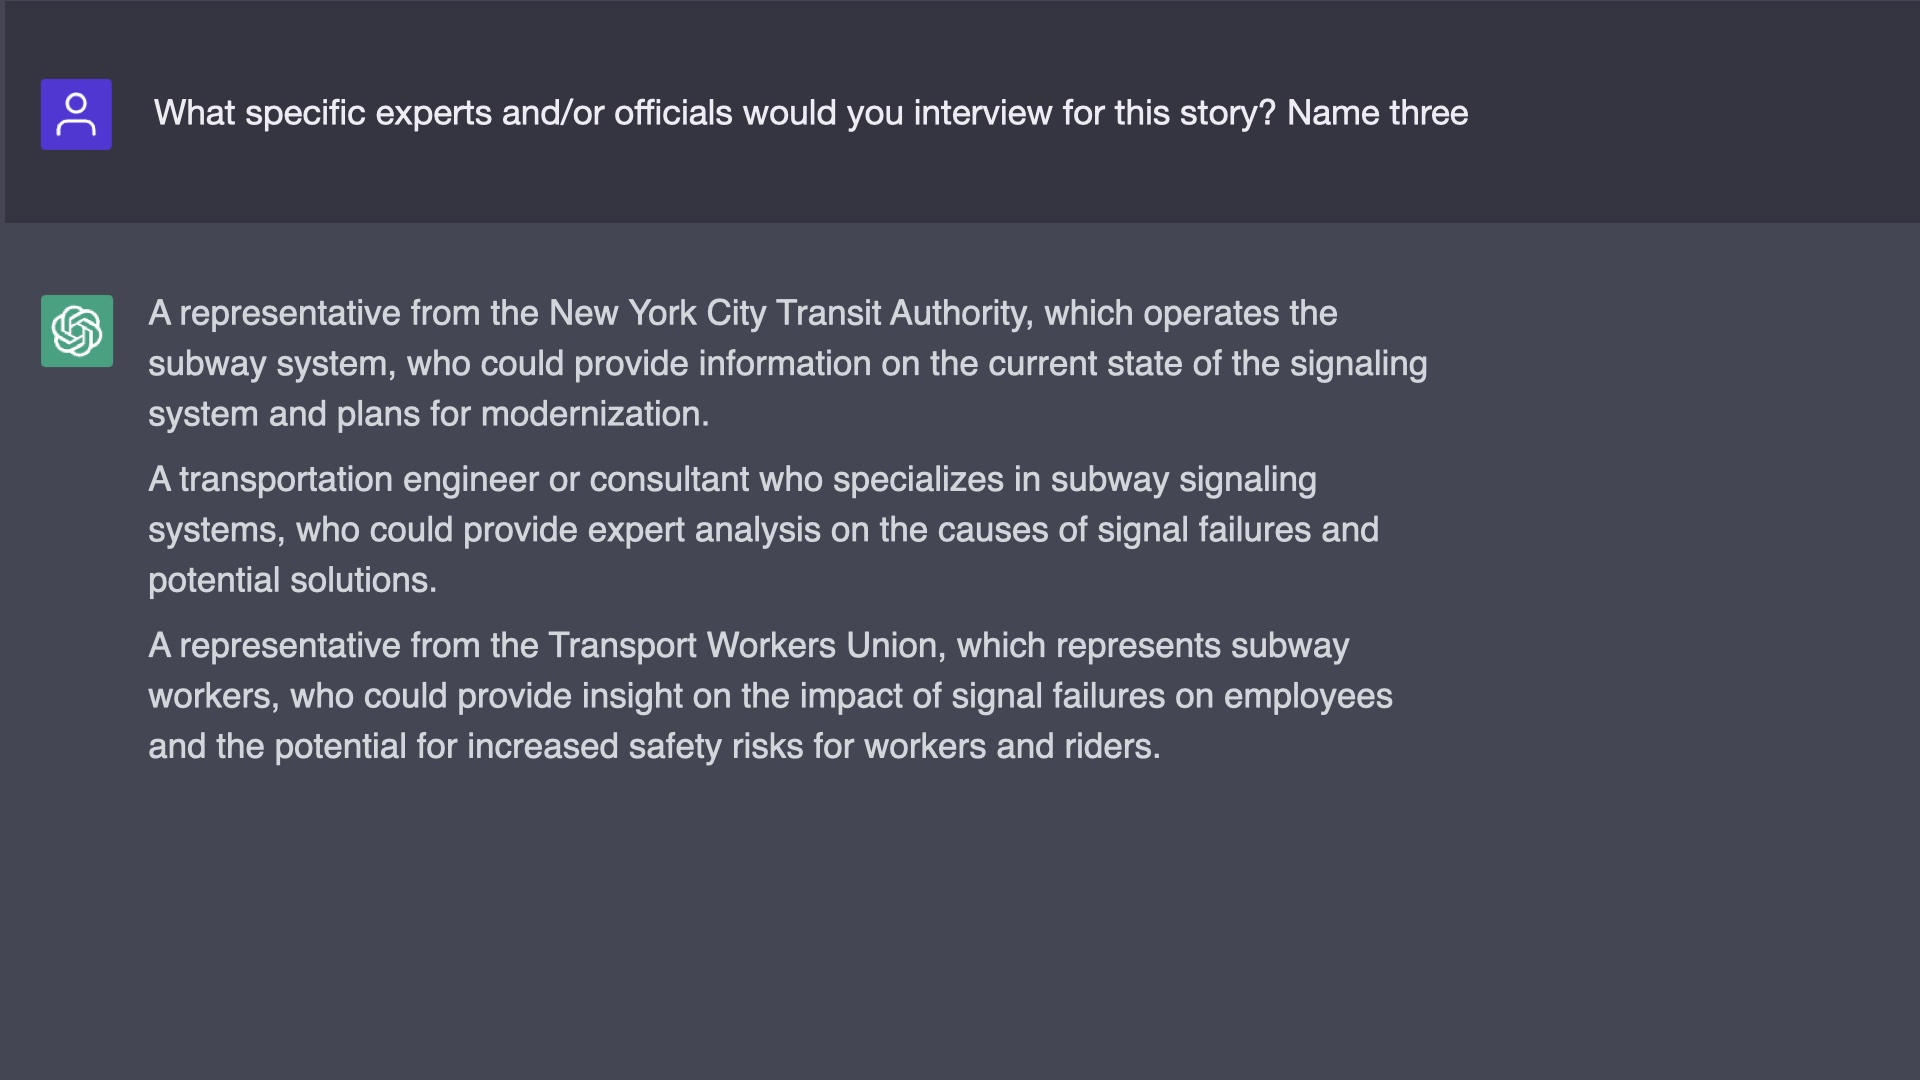 What specific experts and/or officials would you interview for this story? Name three
A representative from the New York City Transit Authority, which operates the
subway system, who could provide information on the current state of the signaling
system and plans for modernization.
A transportation engineer or consultant who specializes in subway signaling
systems, who could provide expert analysis on the causes of signal failures and
potential solutions.
A representative from the Transport Workers Union, which represents subway
workers, who could provide insight on the impact of signal failures on employees
and the potential for increased safety risks for workers and riders.